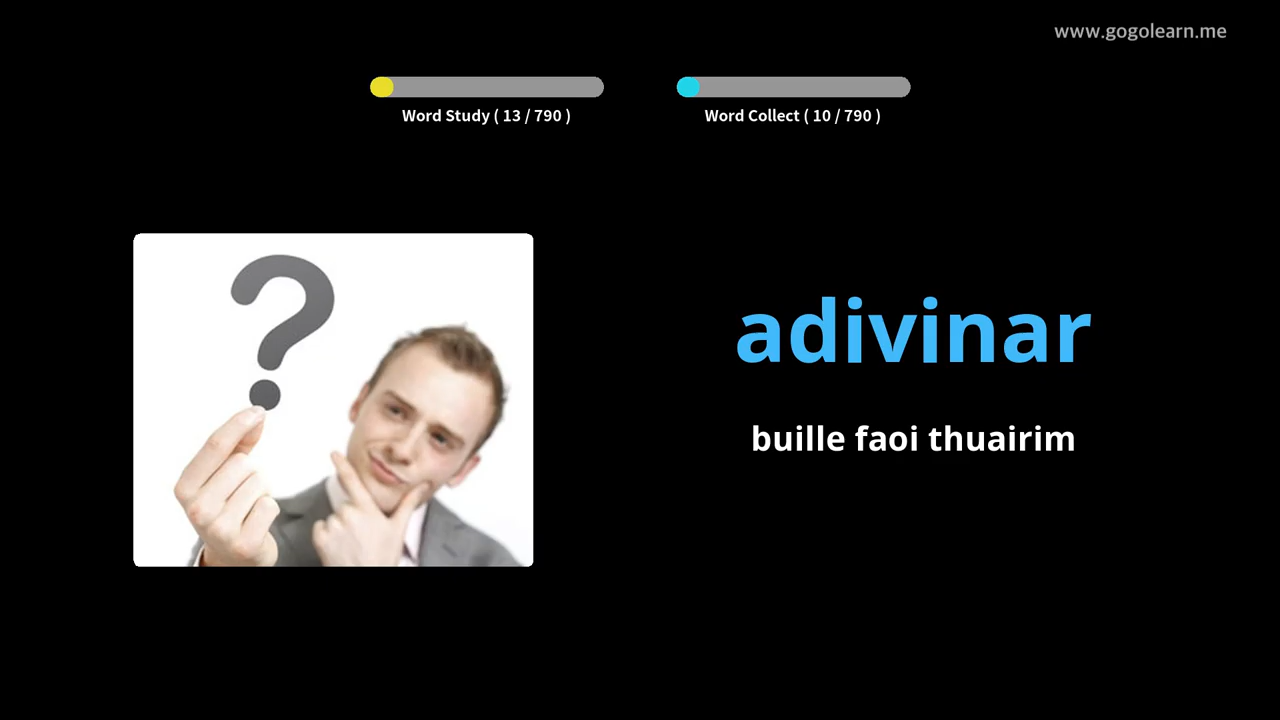 www.gogolearn.me
Word Study ( 13 / 790 )
Word Collect ( 10 / 790 )
?
adivinar
buille faoi thuairim